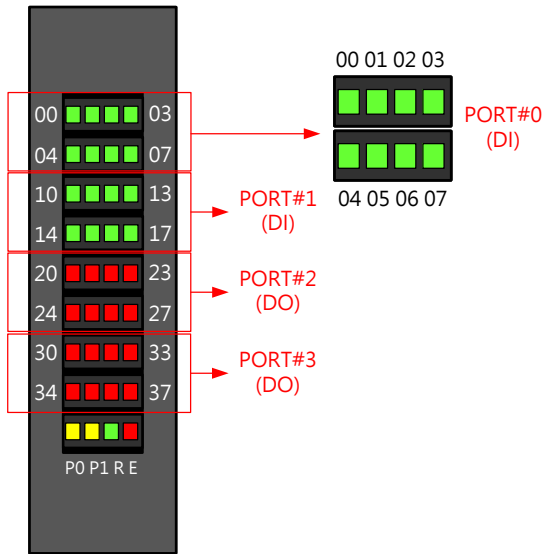 00 03
04 07
10 13
14 17
20 23
24 27
30 33
34 37
P0 P1 R E
00 01 02 03
04 05 06 07
PORT#0
(DI)
PORT#1
(DI)
PORT#2
(DO)
PORT#3
(DO)